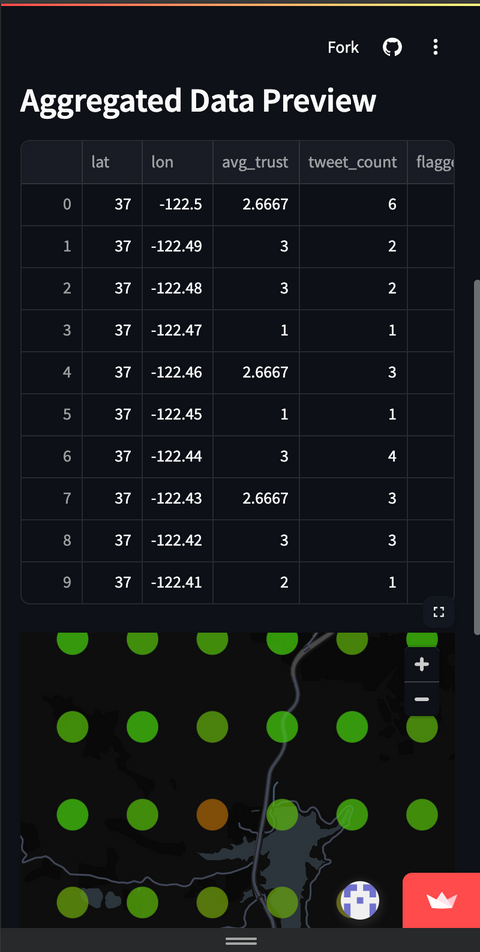 Fork
Aggregated Data Preview
lat lon avg_trust tweet_count
0 37 -122.5 2.6667 6
1 37 -122.49 3 2
2 37 -122.48 3 2
3 37 -122.47 1 1
4 37 -122.46 2.6667 3
5 37 -122.45 1 1
6 37 -122.44 3 4
7 37 -122.43 2.6667 3
8 37 -122.42 3 3
9 37 -122.41 2 1
+
−